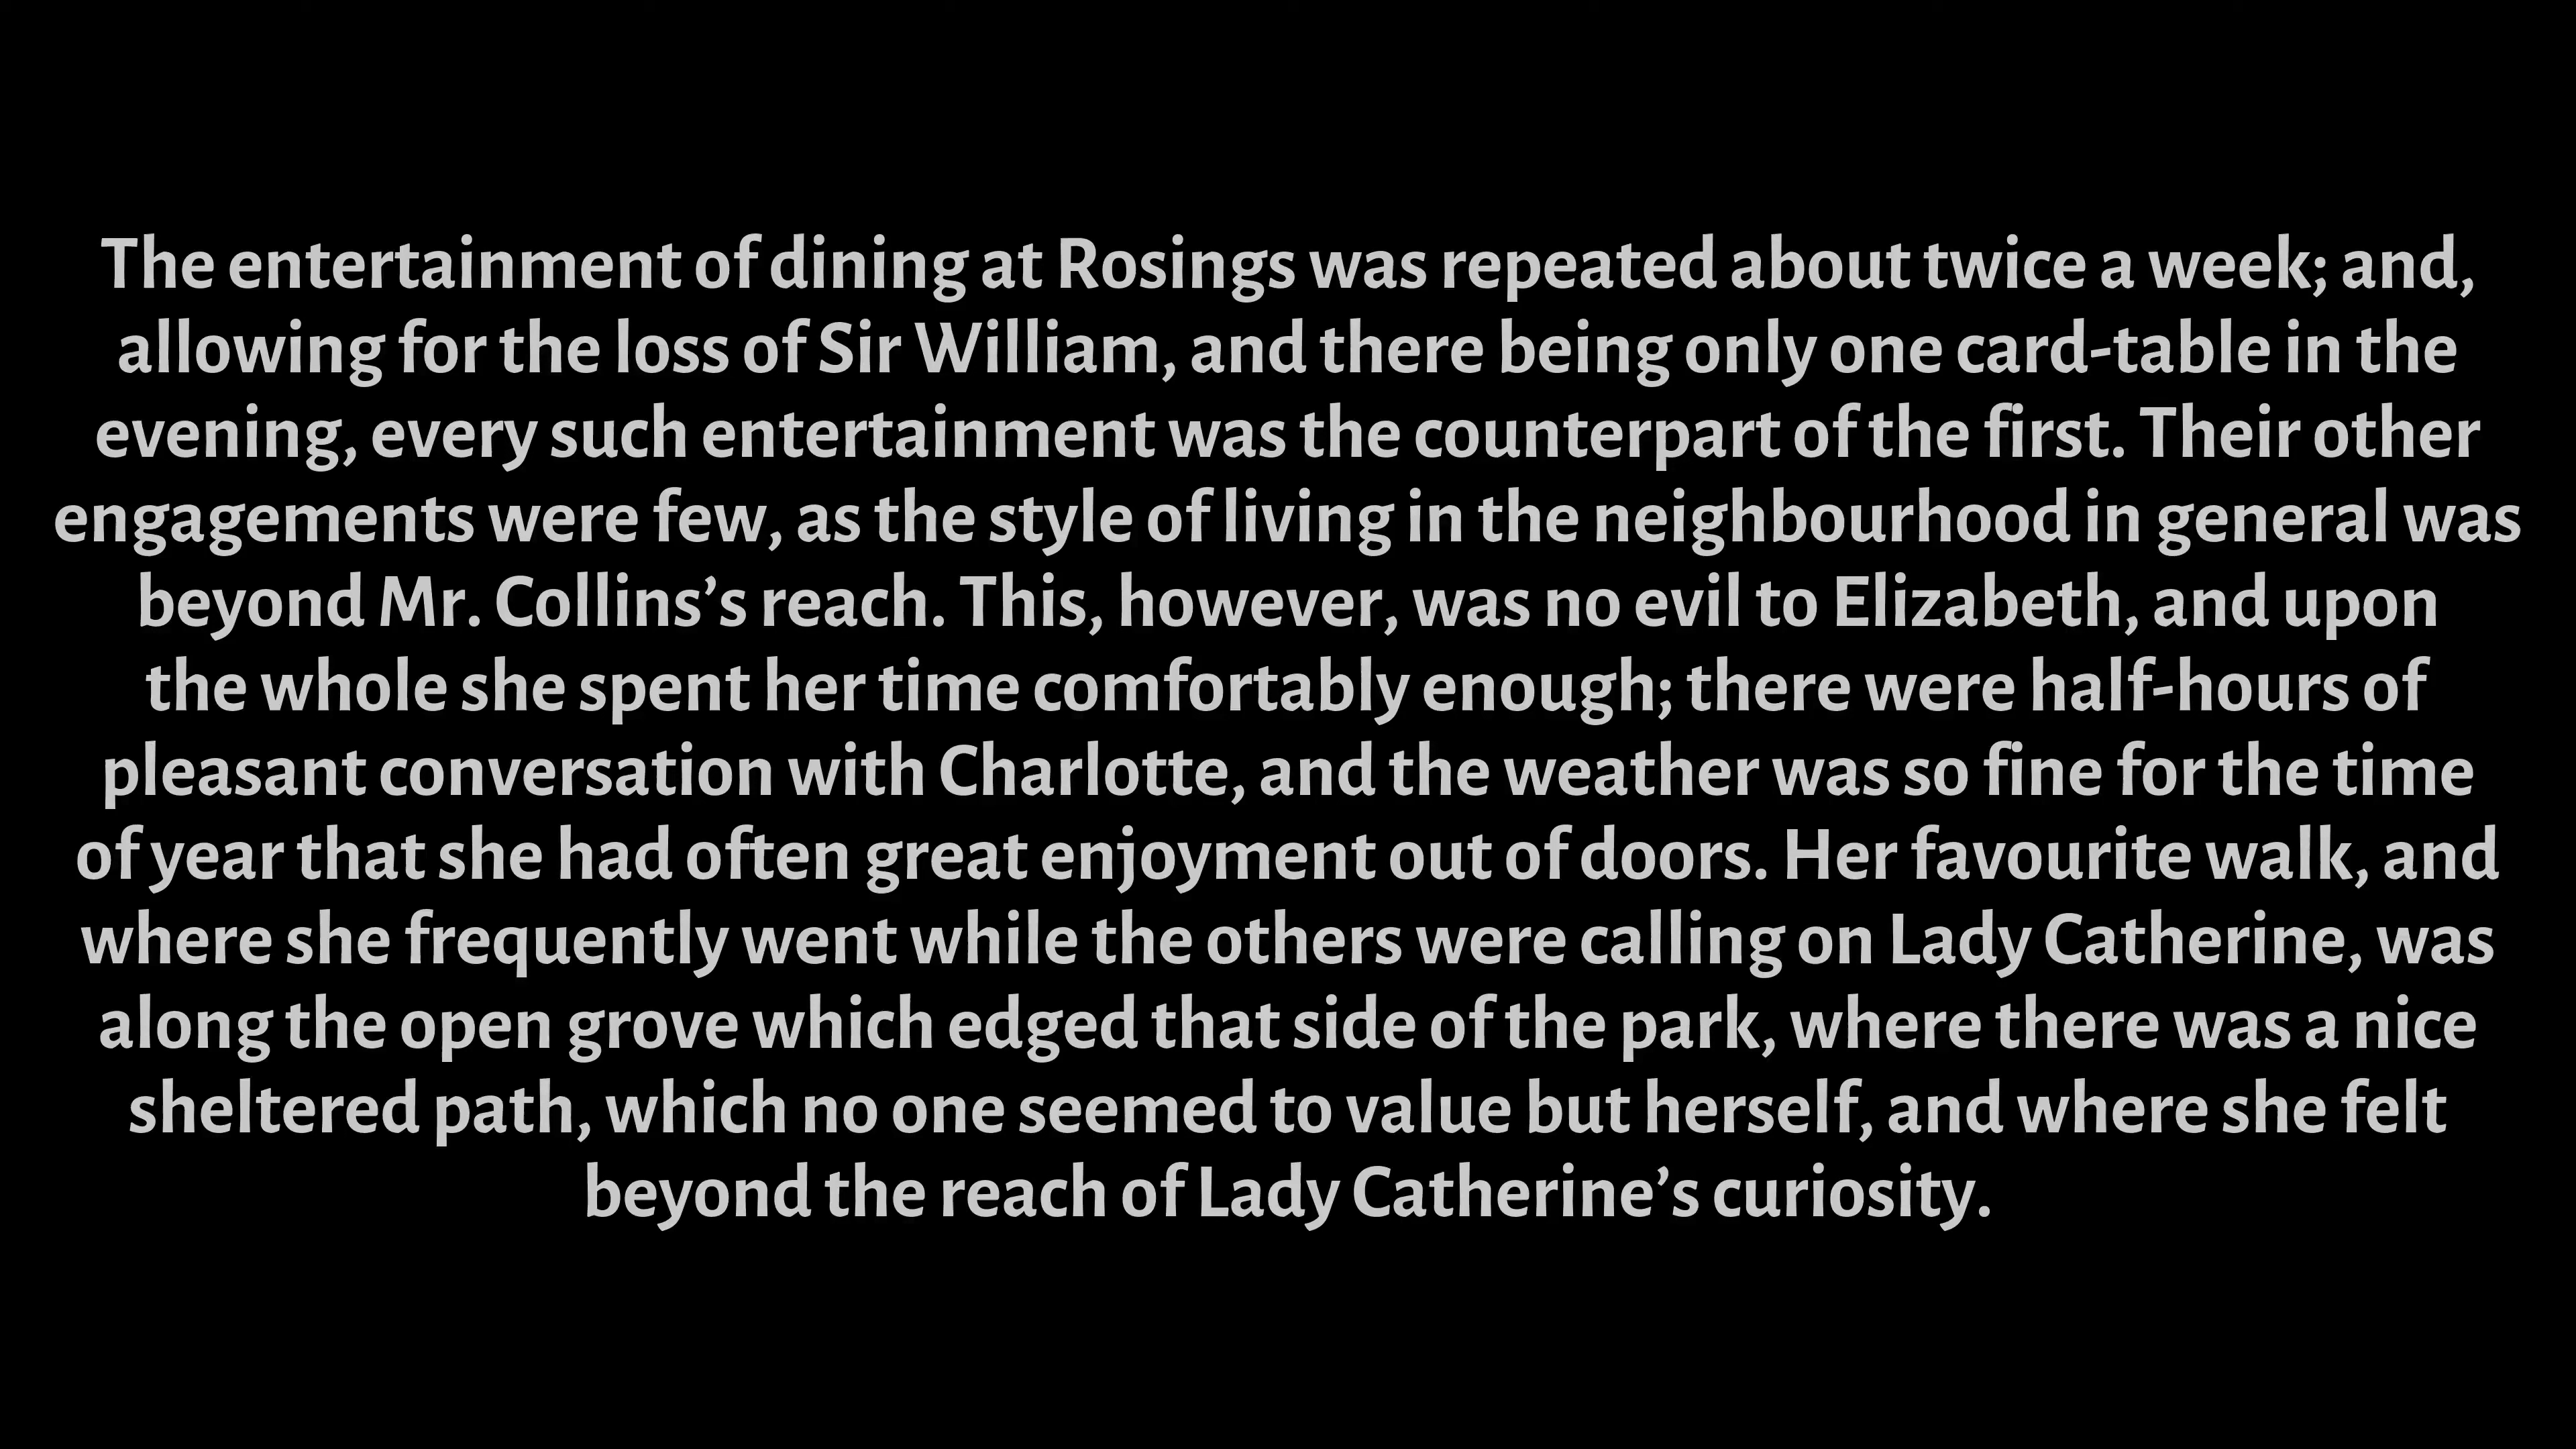 The entertainment of dining at Rosings was repeated about twice a week; and,
allowing for the loss of Sir William, and there being only one card-table in the
evening, every such entertainment was the counterpart of the first. Their other
engagements were few, as the style of living in the neighbourhood in general was
beyond Mr. Collins’s reach. This, however, was no evil to Elizabeth, and upon
the whole she spent her time comfortably enough; there were half-hours of
pleasant conversation with Charlotte, and the weather was so fine for the time
of year that she had often great enjoyment out of doors. Her favourite walk, and
where she frequently went while the others were calling on Lady Catherine, was
along the open grove which edged that side of the park, where there was a nice
sheltered path, which no one seemed to value but herself, and where she felt
beyond the reach of Lady Catherine’s curiosity.